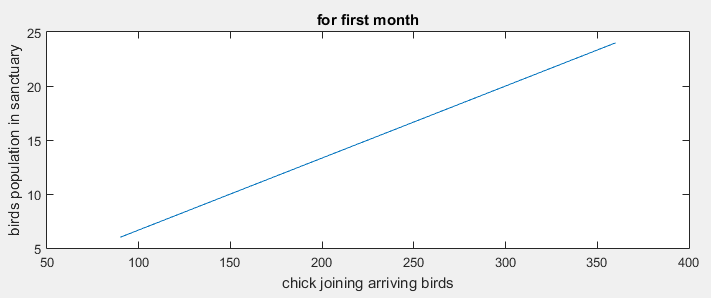 for first month
birds population in sanctuary
25
20
15
10
5
50 100 150 200 250 300 350 400
chick joining arriving birds